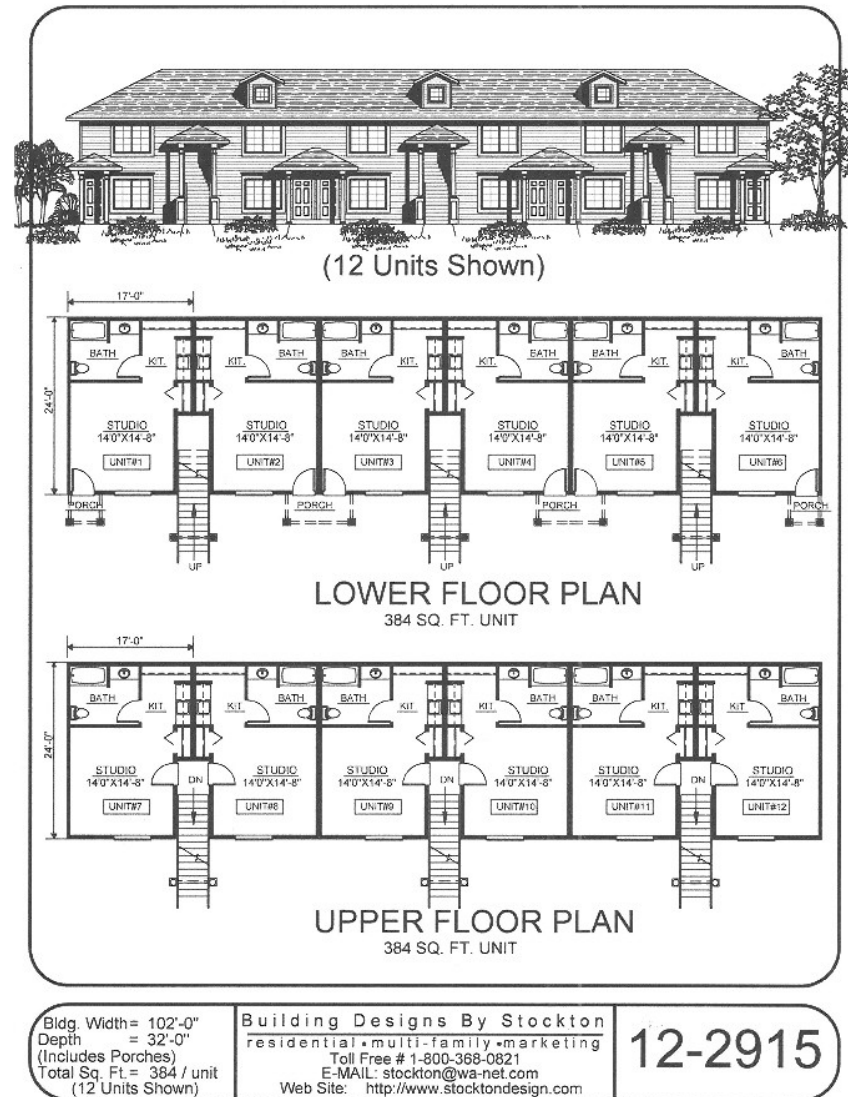 (12 Units Shown)
17'-0"
24'-0"
BATH KIT. KIT. BATH BATH KIT. KIT. BATH BATH KIT. KIT. BATH
STUDIO STUDIO STUDIO STUDIO STUDIO STUDIO
14'0"X14'-8" 14'0"X14'-8" 14'0"X14'-8" 14'0"X14'-8" 14'0"X14'-8" 14'0"X14'-8"
UNIT#1 UNIT#2 UNIT#3 UNIT#4 UNIT#5 UNIT#6
PORCH PORCH PORCH PORCH
UP UP UP
LOWER FLOOR PLAN
384 SQ. FT. UNIT
17'-0"
24'-0"
BATH KIT KIT BATH BATH KIT KIT BATH BATH KIT KIT BATH
STUDIO DN STUDIO STUDIO DN STUDIO STUDIO DN STUDIO
14'0"X14'-8" 14'0"X14'-8" 14'0"X14'-8" 14'0"X14'-8" 14'0"X14'-8" 14'0"X14'-8"
UNIT#7 UNIT#8 UNIT#9 UNIT#10 UNIT#11 UNIT#12
UPPER FLOOR PLAN
384 SQ. FT. UNIT
Bldg. Width= 102'-0"
Depth = 32'-0"
(Includes Porches)
Total Sq. Ft.= 384 / unit
(12 Units Shown)
Building Designs By Stockton
residential • multi-family • marketing
Toll Free # 1-800-368-0821
E-MAIL: stockton@wa-net.com
Web Site: http://www.stocktondesign.com
12-2915